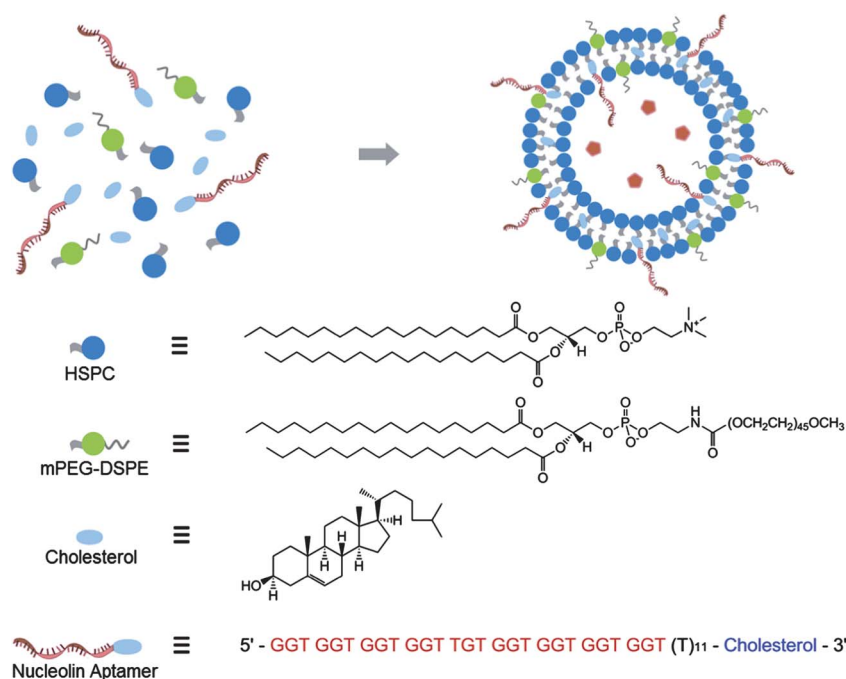 HSPC
O
O
O
O
P
O
O-
O
N+
H
O
mPEG-DSPE
O
O
O
O
P
O
O-
O
H
N
(OCH2CH2)45OCH3
O
H
O
Cholesterol
H
H
H
H
HO
H
Nucleolin Aptamer
5' - GGT GGT GGT GGT TGT GGT GGT GGT GGT (T)11 - Cholesterol - 3'